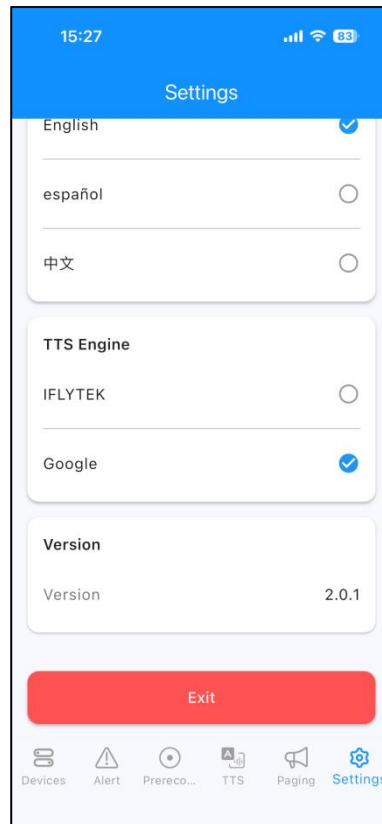 15:27
83
Settings
English
español
中文
TTS Engine
IFLYTEK
Google
Version
Version 2.0.1
Exit
Devices Alert Prereco... TTS Paging Settings